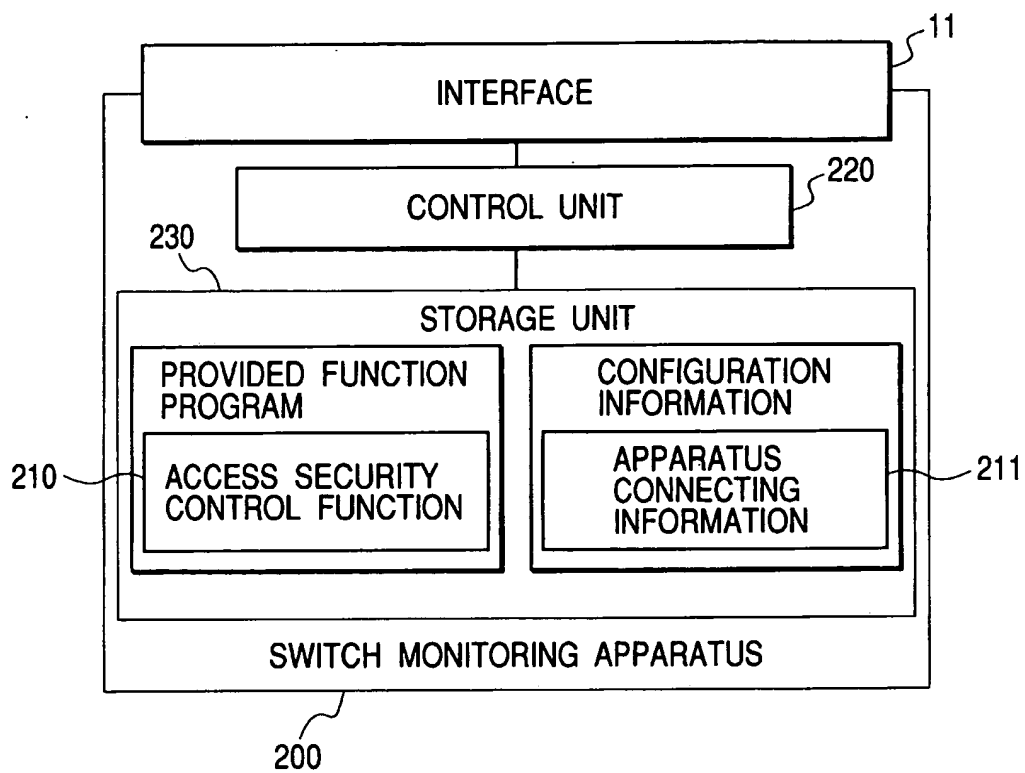 11
INTERFACE
220
CONTROL UNIT
230
STORAGE UNIT
PROVIDED FUNCTION
PROGRAM
CONFIGURATION
INFORMATION
210
ACCESS SECURITY
CONTROL FUNCTION
APPARATUS
CONNECTING
INFORMATION
211
SWITCH MONITORING APPARATUS
200